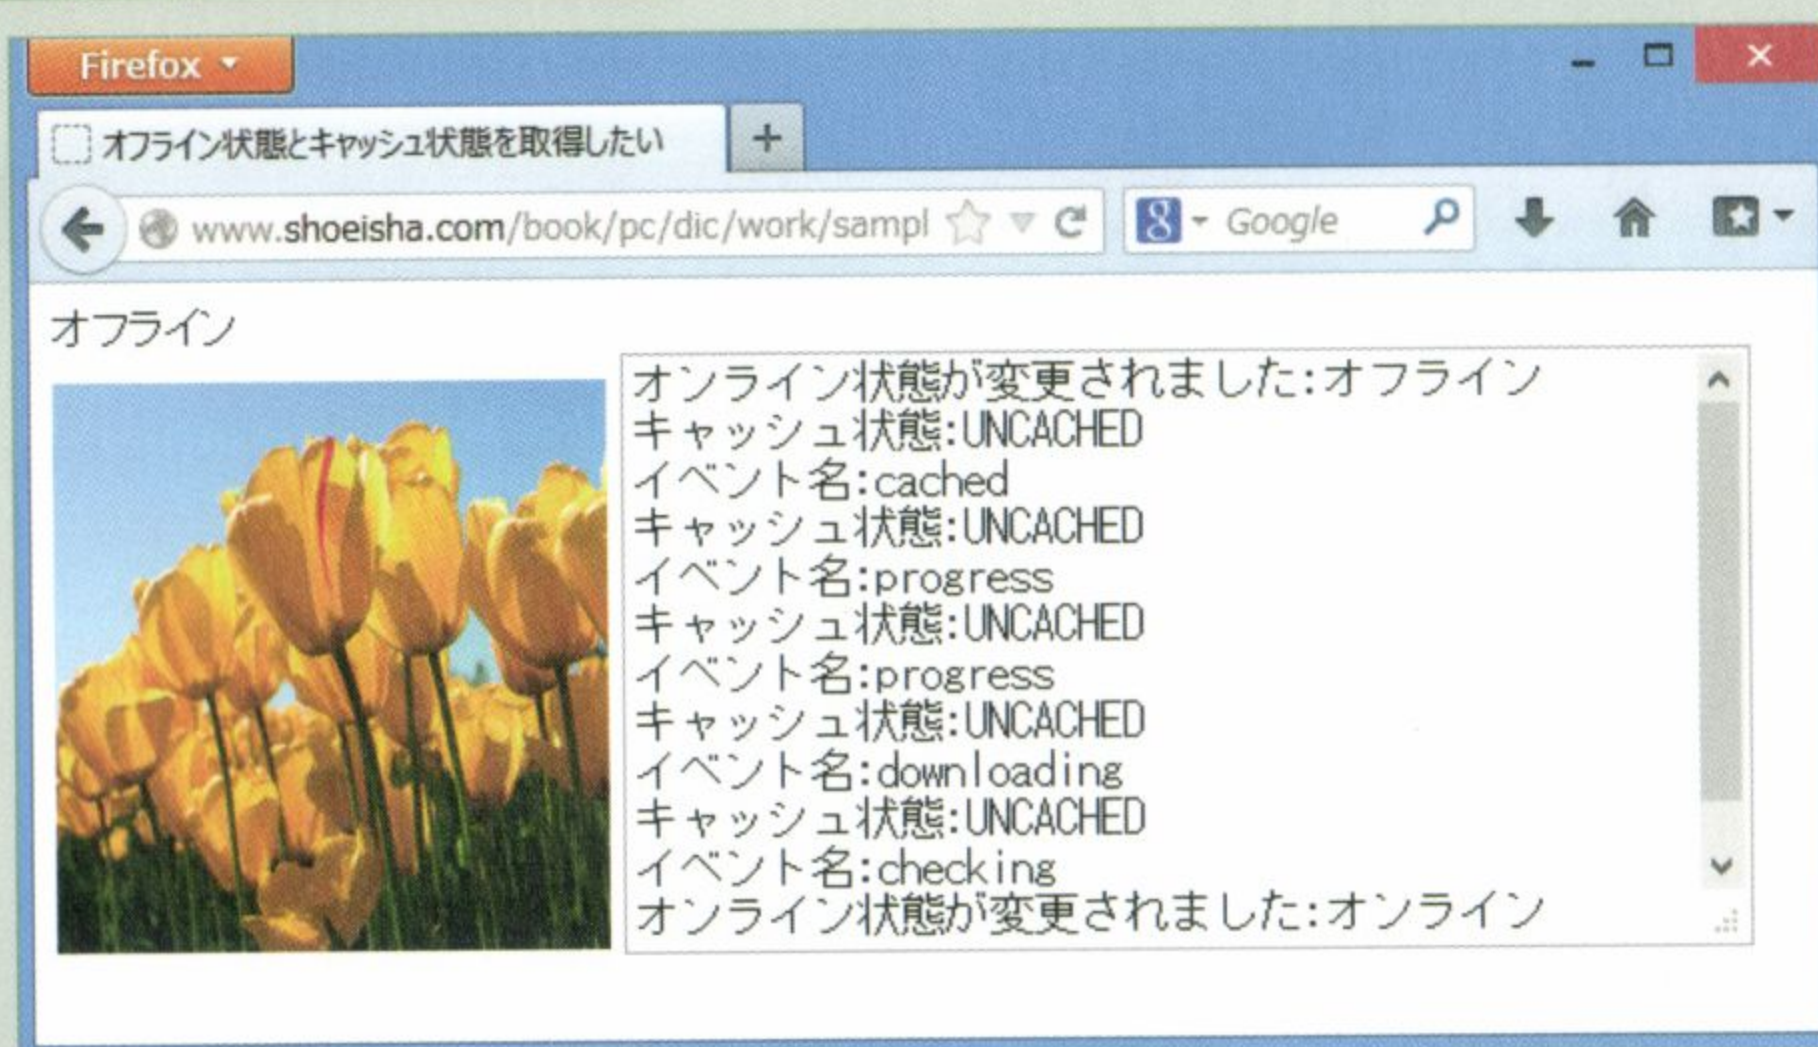 Firefox
オフライン状態とキャッシュ状態を取得したい
www.shoeisha.com/book/pc/dic/work/sampl
Google
オフライン
オンライン状態が変更されました:オフライン
キャッシュ状態:UNCACHED
イベント名:cached
キャッシュ状態:UNCACHED
イベント名:progress
キャッシュ状態:UNCACHED
イベント名:progress
キャッシュ状態:UNCACHED
イベント名:downloading
キャッシュ状態:UNCACHED
イベント名:checking
オンライン状態が変更されました:オンライン